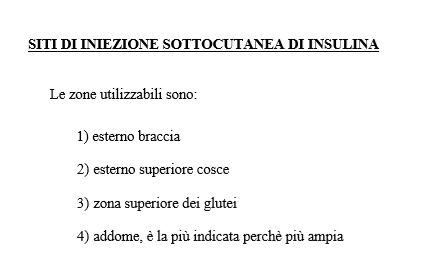 SITI DI INIEZIONE SOTTOCUTANEA DI INSULINA
Le zone utilizzabili sono:
1) esterno braccia
2) esterno superiore cosce
3) zona superiore dei glutei
4) addome, è la più indicata perchè più ampia